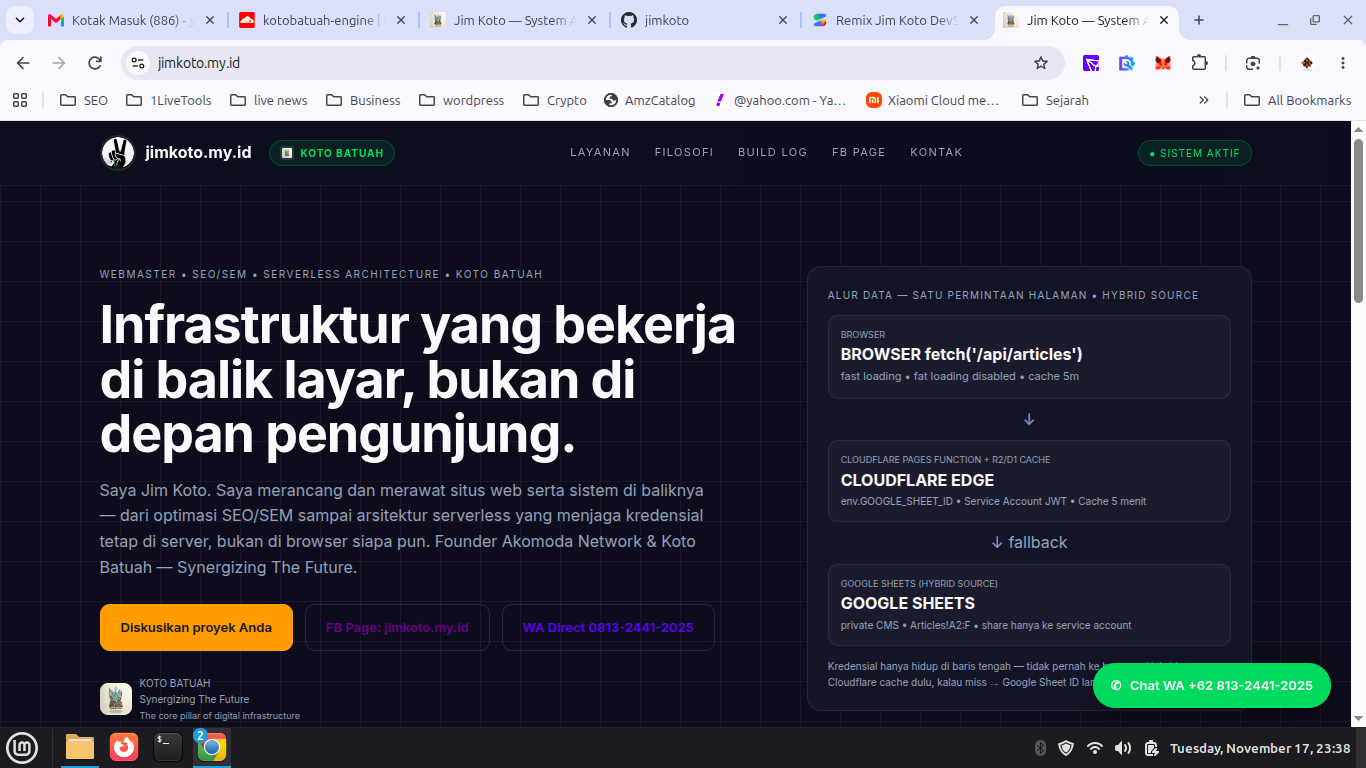 Kotak Masuk (886) - y
kotobatuah-engine |
Jim Koto — System A
jimkoto
Remix Jim Koto DevS
Jim Koto — System A
jimkoto.my.id
SEO
1LiveTools
live news
Business
wordpress
Crypto
AmzCatalog
@yahoo.com - Ya…
Xiaomi Cloud me…
Sejarah
»
All Bookmarks
jimkoto.my.id
KOTO BATUAH
LAYANAN
FILOSOFI
BUILD LOG
FB PAGE
KONTAK
● SISTEM AKTIF
WEBMASTER • SEO/SEM • SERVERLESS ARCHITECTURE • KOTO BATUAH
Infrastruktur yang bekerja
di balik layar, bukan di
depan pengunjung.
Saya Jim Koto. Saya merancang dan merawat situs web serta sistem di baliknya
— dari optimasi SEO/SEM sampai arsitektur serverless yang menjaga kredensial
tetap di server, bukan di browser siapa pun. Founder Akomoda Network & Koto
Batuah — Synergizing The Future.
Diskusikan proyek Anda
FB Page: jimkoto.my.id
WA Direct 0813-2441-2025
KOTO BATUAH
Synergizing The Future
The core pillar of digital infrastructure
ALUR DATA — SATU PERMINTAAN HALAMAN • HYBRID SOURCE
BROWSER
BROWSER fetch('/api/articles')
fast loading • fat loading disabled • cache 5m
↓
CLOUDFLARE PAGES FUNCTION + R2/D1 CACHE
CLOUDFLARE EDGE
env.GOOGLE_SHEET_ID • Service Account JWT • Cache 5 menit
↓ fallback
GOOGLE SHEETS (HYBRID SOURCE)
GOOGLE SHEETS
private CMS • Articles!A2:F • share hanya ke service account
Kredensial hanya hidup di baris tengah — tidak pernah ke
Cloudflare cache dulu, kalau miss → Google Sheet ID
✆ Chat WA +62 813-2441-2025
2
Tuesday, November 17, 23:38